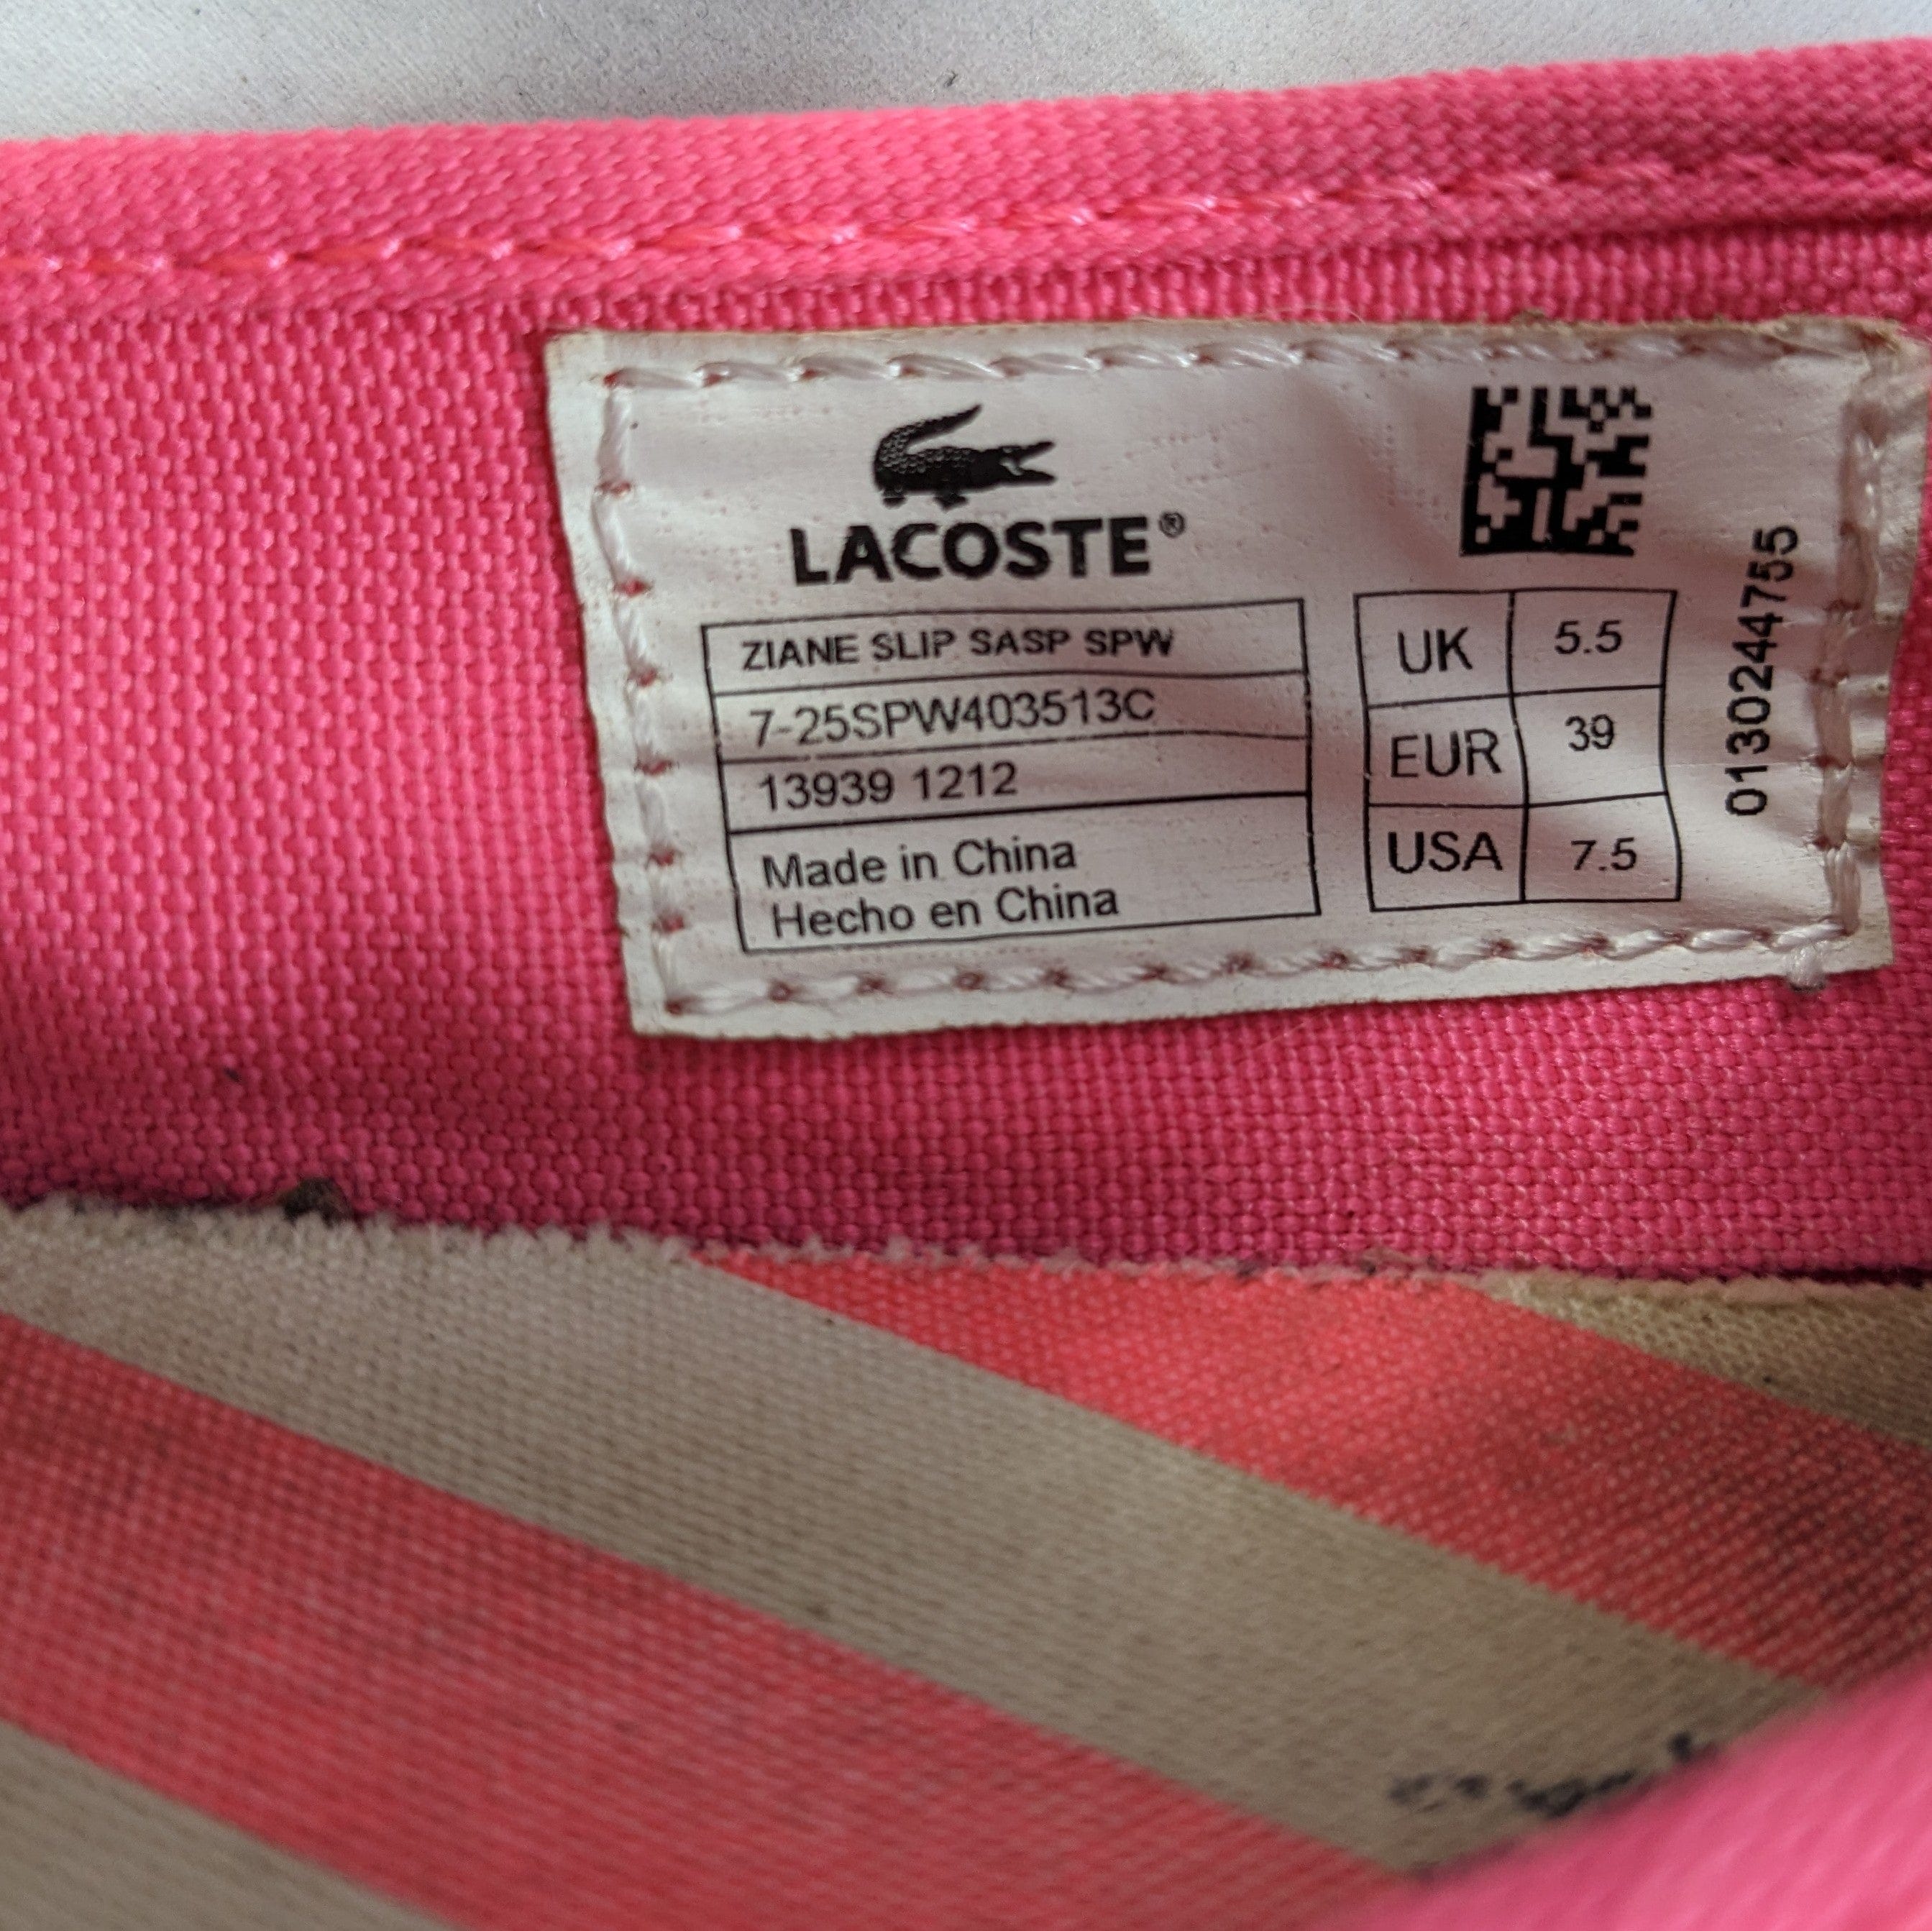 LACOSTE®
ZIANE SLIP SASP SPW
7-25SPW403513C
13939 1212
Made in China
Hecho en China
UK 5.5
EUR 39
USA 7.5
0130244755